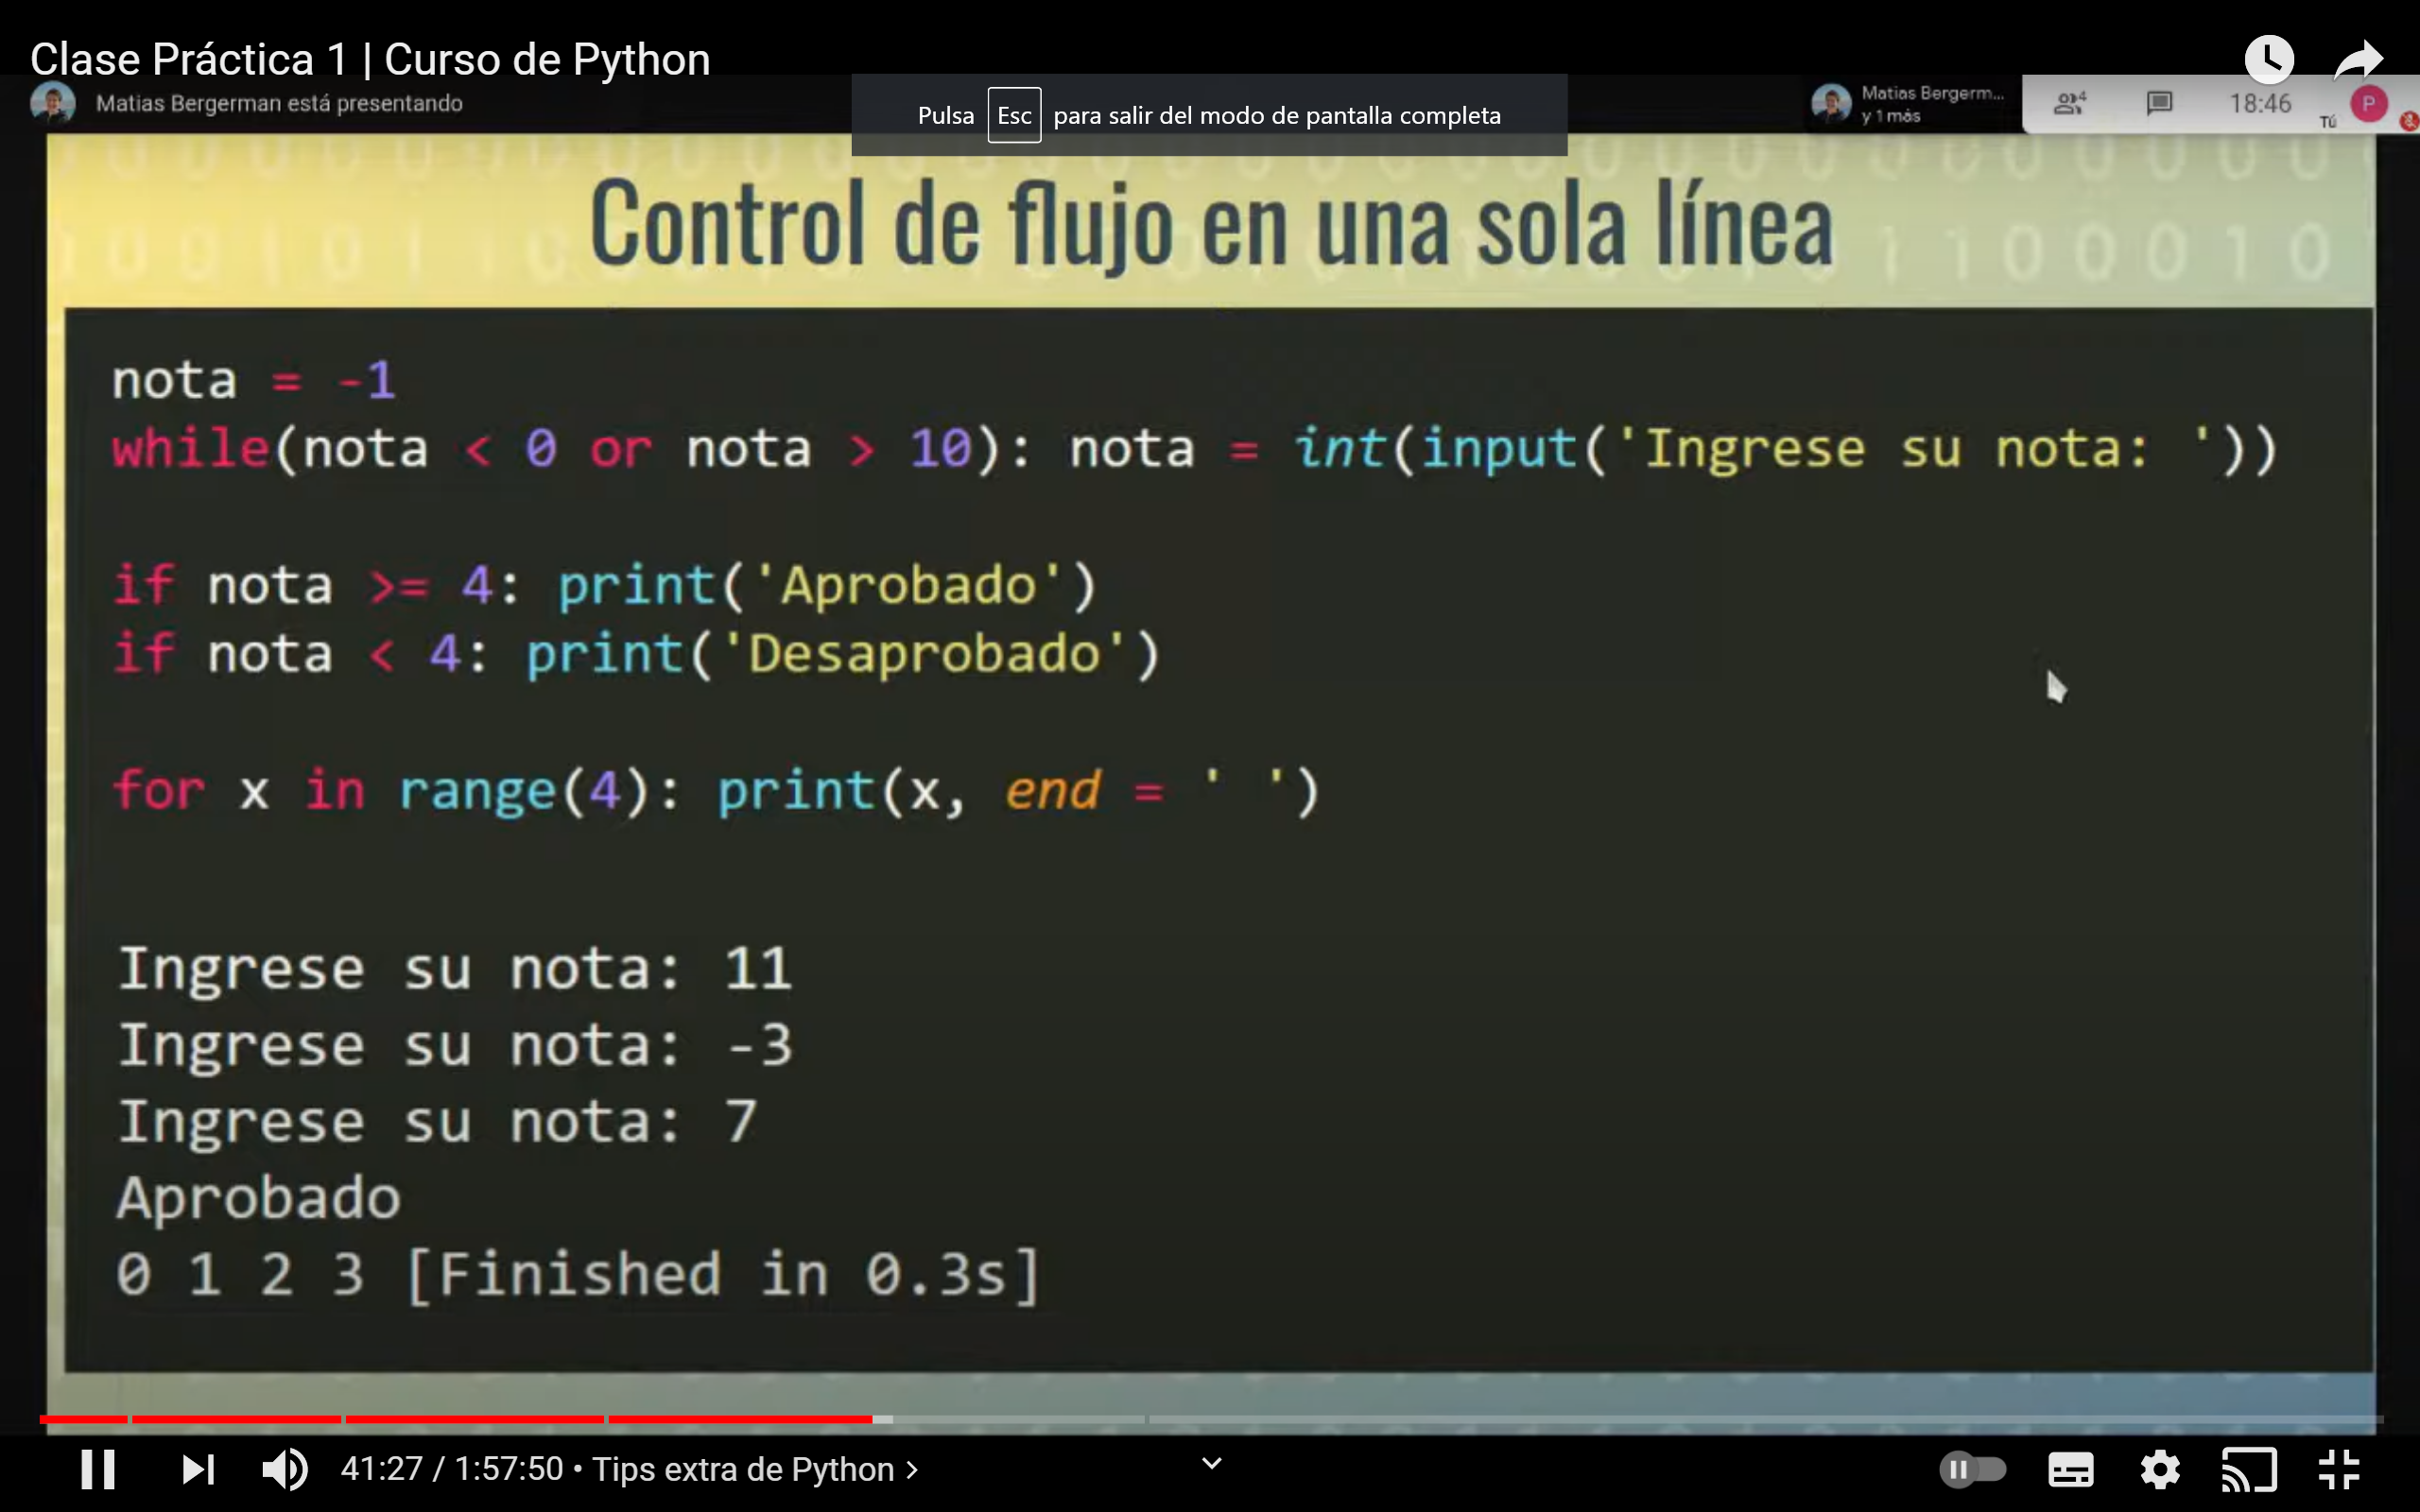 Clase Práctica 1 | Curso de Python
Matias Bergerman está presentando
Pulsa Esc para salir del modo de pantalla completa
Matias Bergerm...
y 1 más
4
18:46
Tú
P
Control de flujo en una sola línea
nota = -1
while(nota < 0 or nota > 10): nota = int(input('Ingrese su nota: '))
if nota >= 4: print('Aprobado')
if nota < 4: print('Desaprobado')
for x in range(4): print(x, end = ' ')
Ingrese su nota: 11
Ingrese su nota: -3
Ingrese su nota: 7
Aprobado
0 1 2 3 [Finished in 0.3s]
41:27 / 1:57:50 • Tips extra de Python >